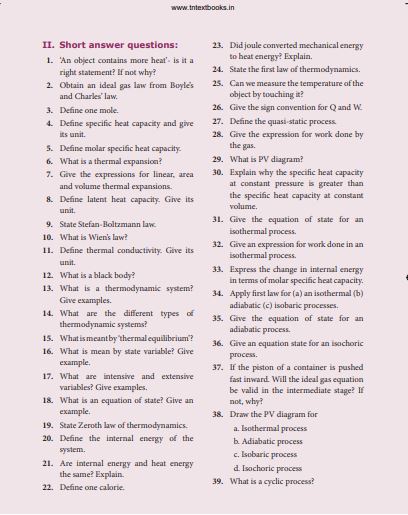 www.tntextbooks.in
II. Short answer questions:
1. 'An object contains more heat'- is it a
right statement? If not why?
2. Obtain an ideal gas law from Boyle's
and Charles' law.
3. Define one mole.
4. Define specific heat capacity and give
its unit.
5. Define molar specific heat capacity.
6. What is a thermal expansion?
7. Give the expressions for linear, area
and volume thermal expansions.
8. Define latent heat capacity. Give its
unit.
9. State Stefan-Boltzmann law.
10. What is Wien's law?
11. Define thermal conductivity. Give its
unit.
12. What is a black body?
13. What is a thermodynamic system?
Give examples.
14. What are the different types of
thermodynamic systems?
15. What is meant by 'thermal equilibrium'?
16. What is mean by state variable? Give
example.
17. What are intensive and extensive
variables? Give examples.
18. What is an equation of state? Give an
example.
19. State Zeroth law of thermodynamics.
20. Define the internal energy of the
system.
21. Are internal energy and heat energy
the same? Explain.
22. Define one calorie.
23. Did joule converted mechanical energy
to heat energy? Explain.
24. State the first law of thermodynamics.
25. Can we measure the temperature of the
object by touching it?
26. Give the sign convention for Q and W.
27. Define the quasi-static process.
28. Give the expression for work done by
the gas.
29. What is PV diagram?
30. Explain why the specific heat capacity
at constant pressure is greater than
the specific heat capacity at constant
volume.
31. Give the equation of state for an
isothermal process.
32. Give an expression for work done in an
isothermal process.
33. Express the change in internal energy
in terms of molar specific heat capacity.
34. Apply first law for (a) an isothermal (b)
adiabatic (c) isobaric processes.
35. Give the equation of state for an
adiabatic process.
36. Give an equation state for an isochoric
process.
37. If the piston of a container is pushed
fast inward. Will the ideal gas equation
be valid in the intermediate stage? If
not, why?
38. Draw the PV diagram for
a. Isothermal process
b. Adiabatic process
c. Isobaric process
d. Isochoric process
39. What is a cyclic process?